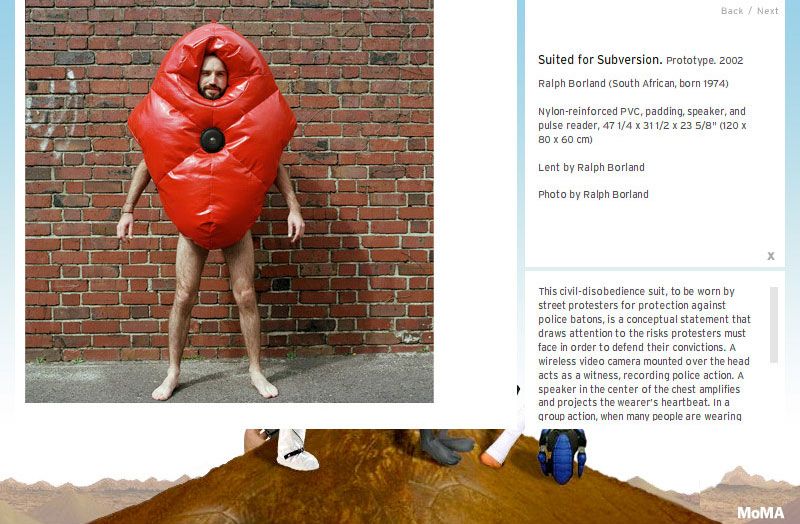 Back / Next
Suited for Subversion. Prototype. 2002
Ralph Borland (South African, born 1974)
Nylon-reinforced PVC, padding, speaker, and
pulse reader, 47 1/4 x 31 1/2 x 23 5/8" (120 x
80 x 60 cm)
Lent by Ralph Borland
Photo by Ralph Borland
x
This civil-disobedience suit, to be worn by
street protesters for protection against
police batons, is a conceptual statement that
draws attention to the risks protesters must
face in order to defend their convictions. A
wireless video camera mounted over the head
acts as a witness, recording police action. A
speaker in the center of the chest amplifies
and projects the wearer's heartbeat. In a
group action, when many people are wearing
MoMA